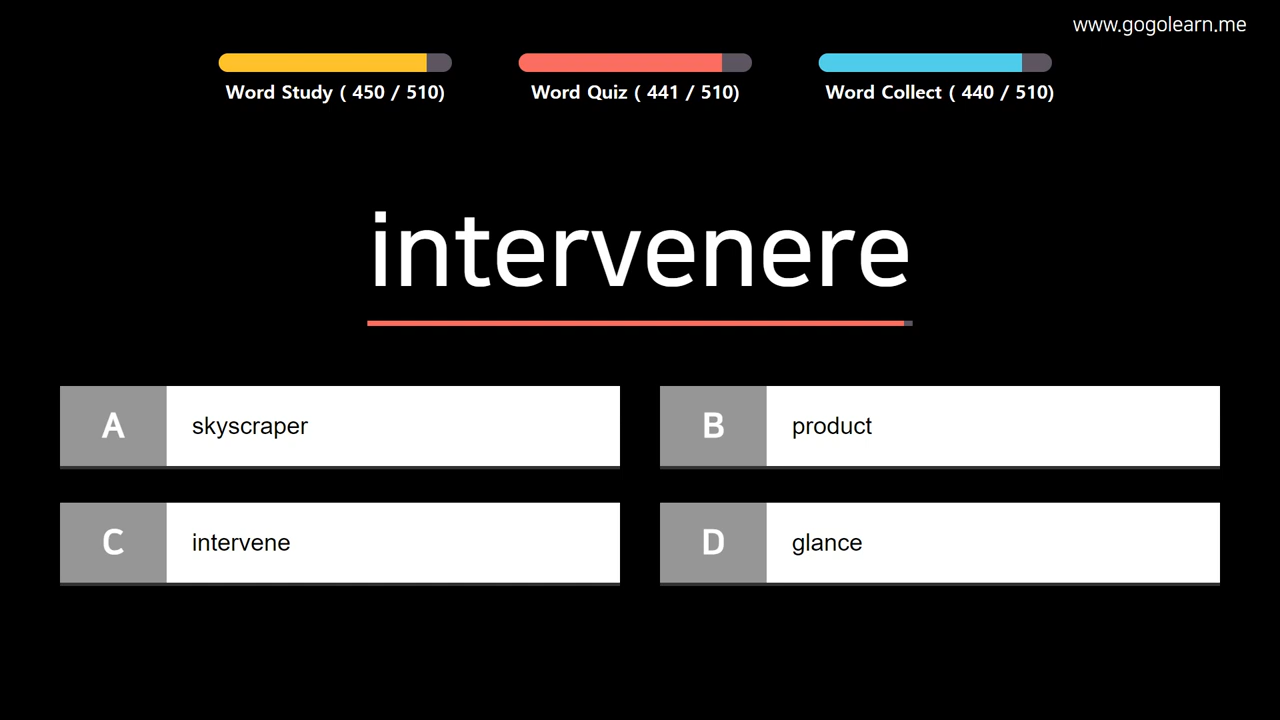 www.gogolearn.me
Word Study ( 450 / 510)
Word Quiz ( 441 / 510)
Word Collect ( 440 / 510)
intervenere
A skyscraper
B product
C intervene
D glance